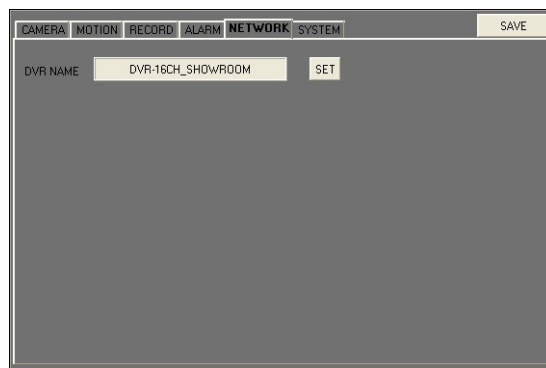 CAMERA MOTION RECORD ALARM NETWORK SYSTEM SAVE
DVR NAME DVR-16CH_SHOWROOM SET